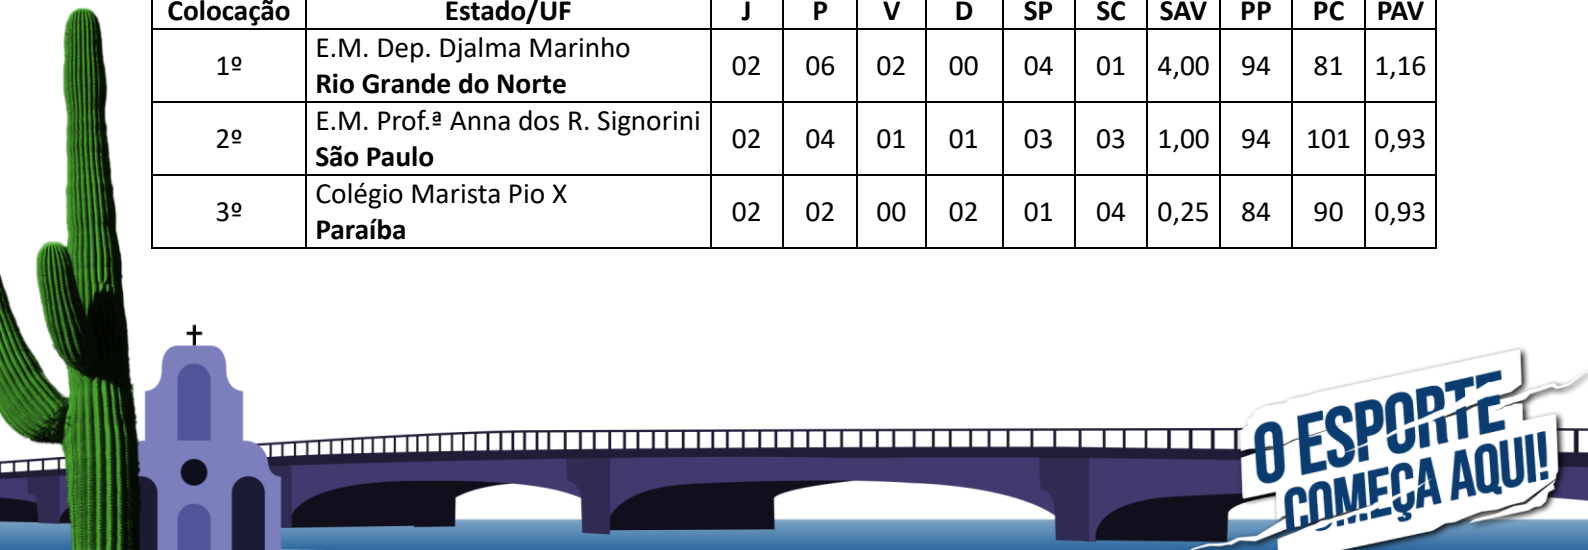 Colocação Estado/UF J P V D SP SC SAV PP PC PAV
1º E.M. Dep. Djalma Marinho 02 06 02 00 04 01 4,00 94 81 1,16
Rio Grande do Norte
2º E.M. Prof.ª Anna dos R. Signorini 02 04 01 01 03 03 1,00 94 101 0,93
São Paulo
3º Colégio Marista Pio X 02 02 00 02 01 04 0,25 84 90 0,93
Paraíba
O ESPORTE
COMEÇA AQUI!